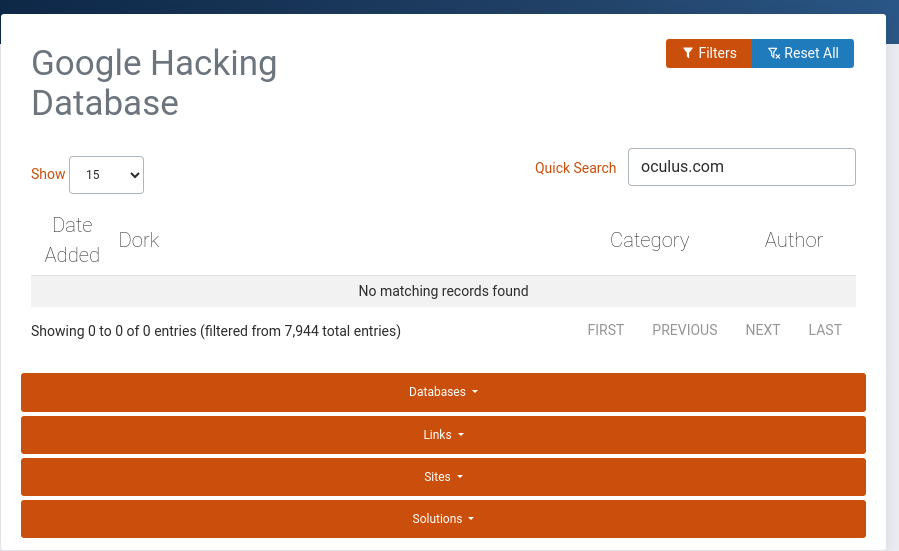 Google Hacking
Database
Filters
Reset All
Show 15
Quick Search oculus.com
Date
Added
Dork
Category
Author
No matching records found
Showing 0 to 0 of 0 entries (filtered from 7,944 total entries)
FIRST PREVIOUS NEXT LAST
Databases
Links
Sites
Solutions